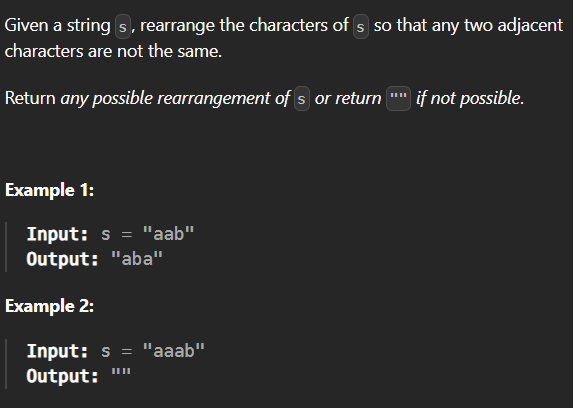 Given a string s, rearrange the characters of s so that any two adjacent
characters are not the same.
Return any possible rearrangement of s or return "" if not possible.
Example 1:
Input: s = "aab"
Output: "aba"
Example 2:
Input: s = "aaab"
Output: ""